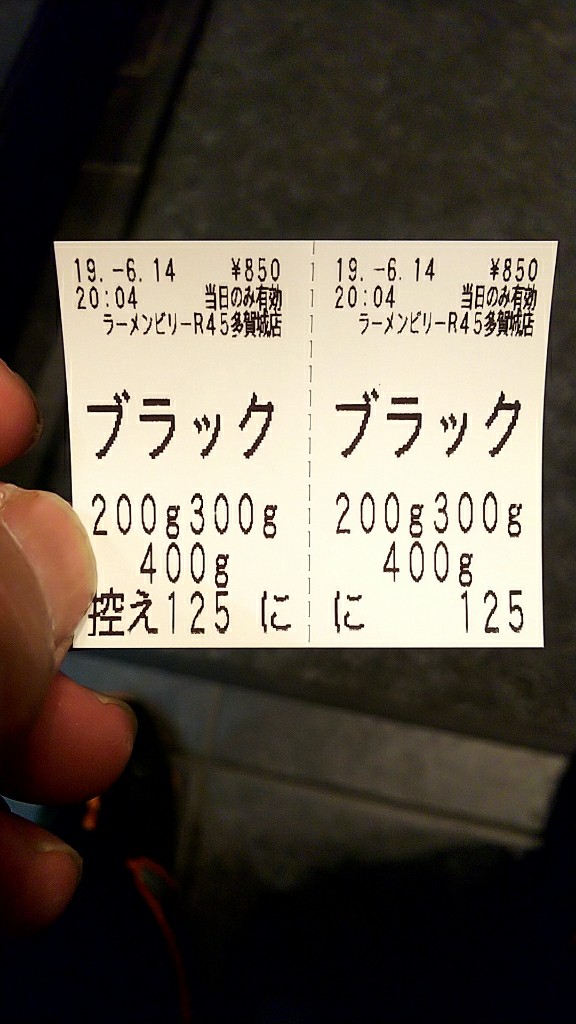 19.-6.14 ¥850
20:04 当日のみ有効
ラーメンビリーR45多賀城店
ブラック
200g300g
400g
控え125 に
19.-6.14 ¥850
20:04 当日のみ有効
ラーメンビリーR45多賀城店
ブラック
200g300g
400g
に 125